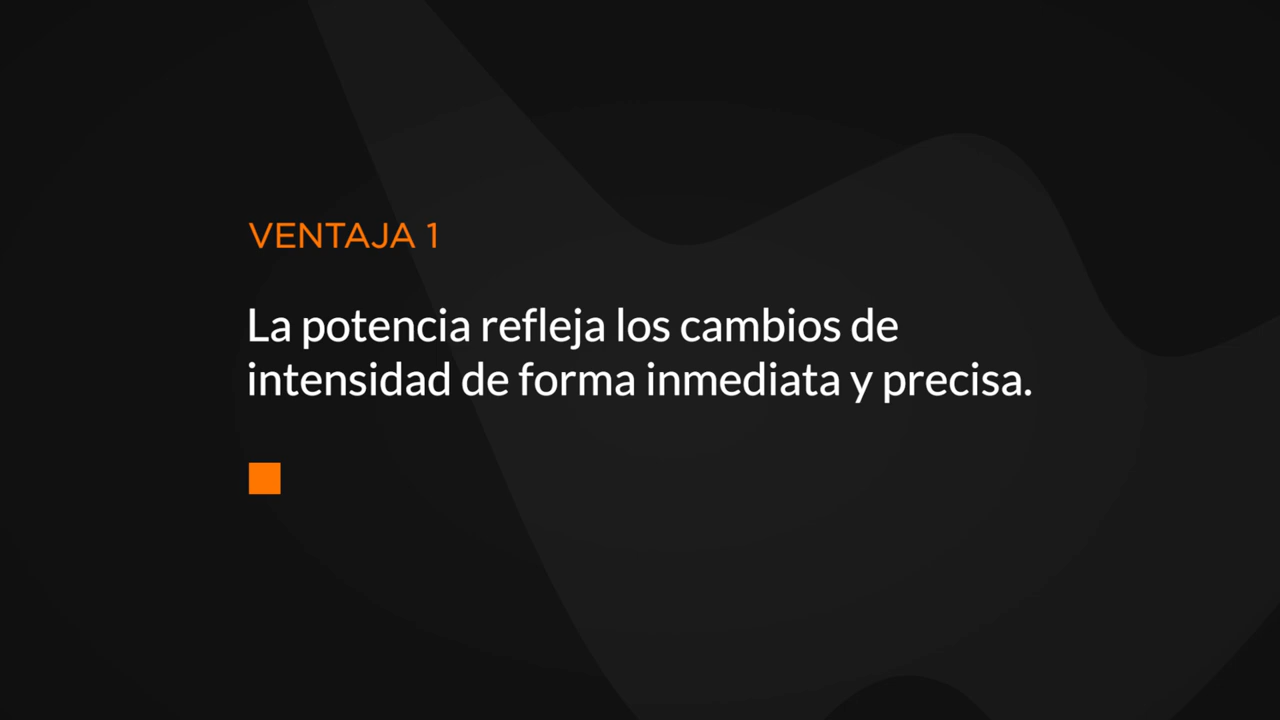 VENTAJA 1
La potencia refleja los cambios de
intensidad de forma inmediata y precisa.